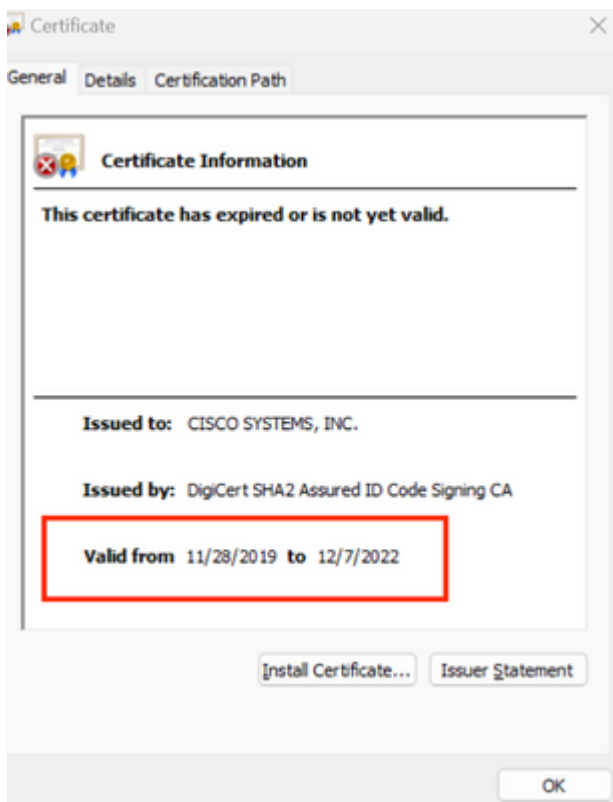 Certificate
General Details Certification Path
Certificate Information
This certificate has expired or is not yet valid.
Issued to: CISCO SYSTEMS, INC.
Issued by: DigiCert SHA2 Assured ID Code Signing CA
Valid from 11/28/2019 to 12/7/2022
Install Certificate... Issuer Statement
OK